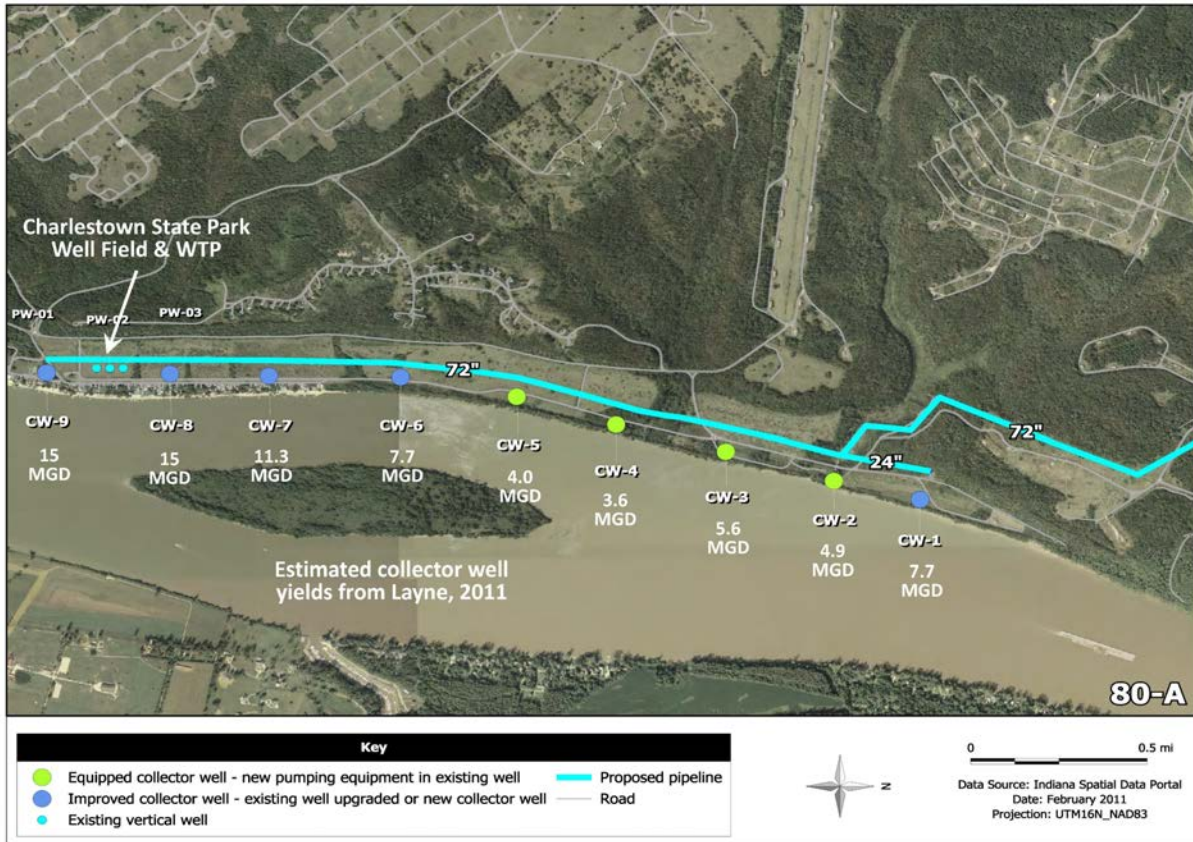 Charlestown State Park
Well Field & WTP
PW-01
PW-02
PW-03
72"
72"
24"
CW-9
15
MGD
CW-8
15
MGD
CW-7
11.3
MGD
CW-6
7.7
MGD
CW-5
4.0
MGD
CW-4
3.6
MGD
CW-3
5.6
MGD
CW-2
4.9
MGD
CW-1
7.7
MGD
Estimated collector well
yields from Layne, 2011
80-A
Key
Equipped collector well - new pumping equipment in existing well
Improved collector well - existing well upgraded or new collector well
Existing vertical well
Proposed pipeline
Road
N
0 0.5 mi
Data Source: Indiana Spatial Data Portal
Date: February 2011
Projection: UTM16N_NAD83